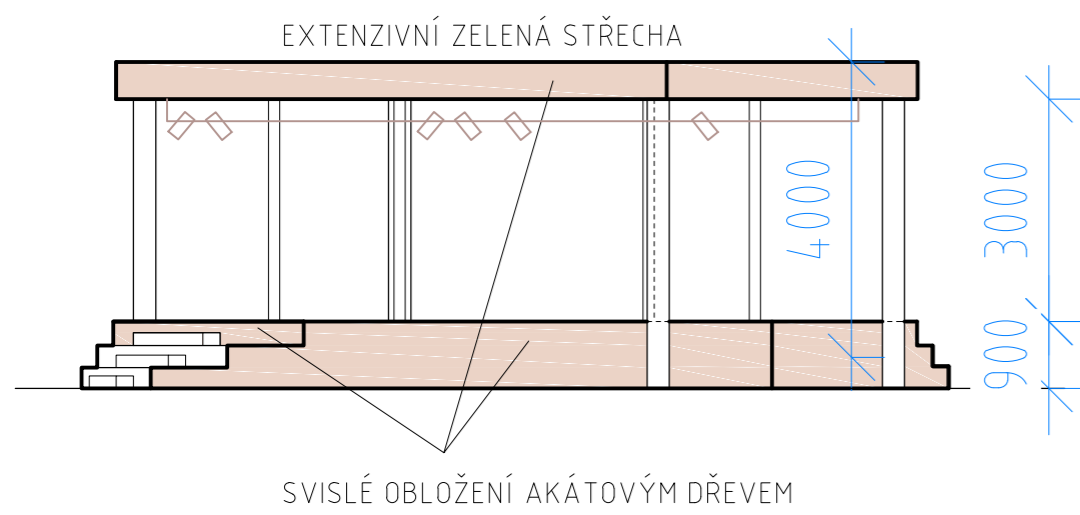 EXTENZIVNÍ ZELENÁ STŘECHA
4000
3000
900
SVISLÉ OBLOŽENÍ AKÁTOVÝM DŘEVEM